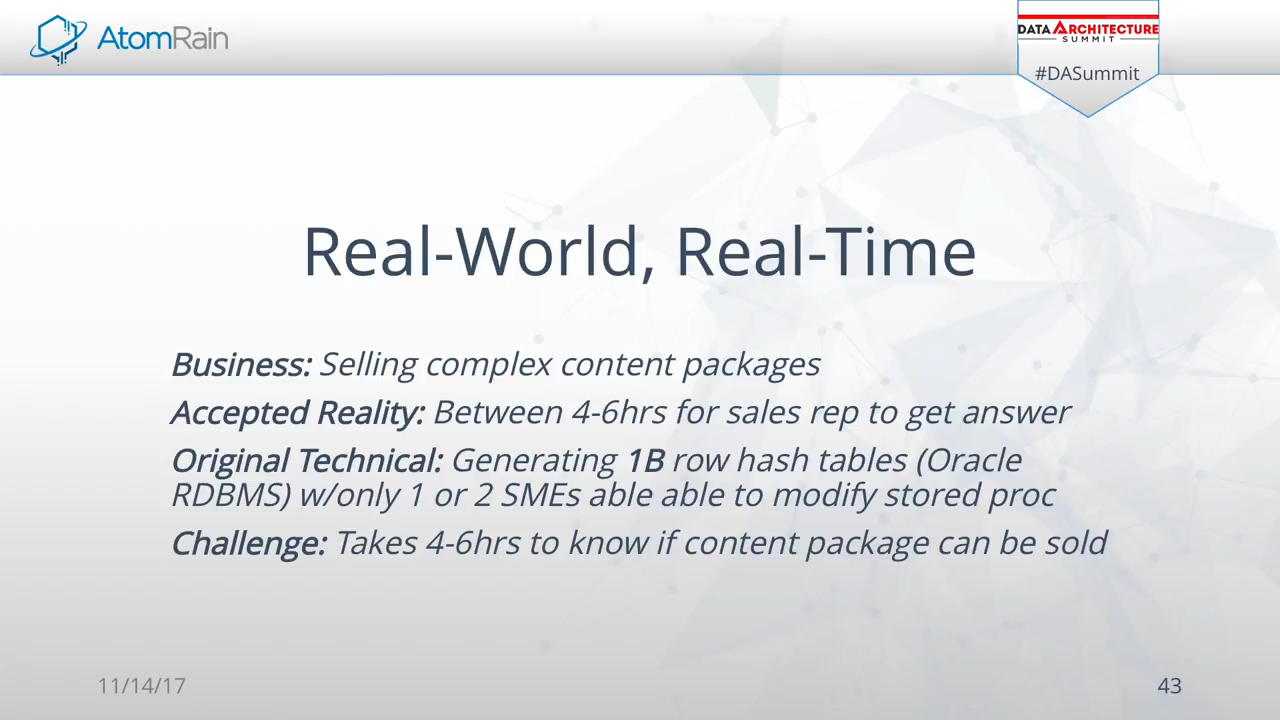 AtomRain
DATA ARCHITECTURE
SUMMIT
#DASummit
Real-World, Real-Time
Business: Selling complex content packages
Accepted Reality: Between 4-6hrs for sales rep to get answer
Original Technical: Generating 1B row hash tables (Oracle
RDBMS) w/only 1 or 2 SMEs able able to modify stored proc
Challenge: Takes 4-6hrs to know if content package can be sold
11/14/17
43